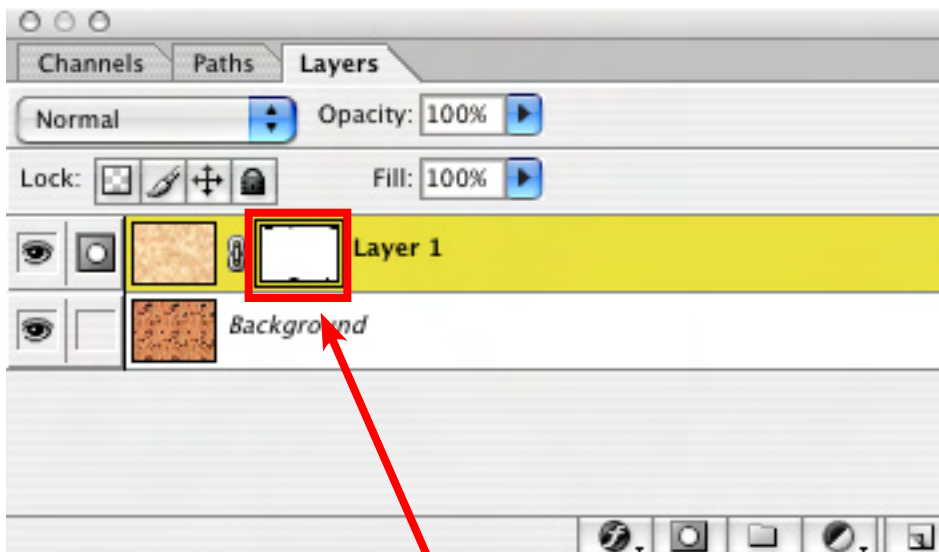 Channels Paths Layers
Normal Opacity: 100%
Lock: Fill: 100%
Layer 1
Background